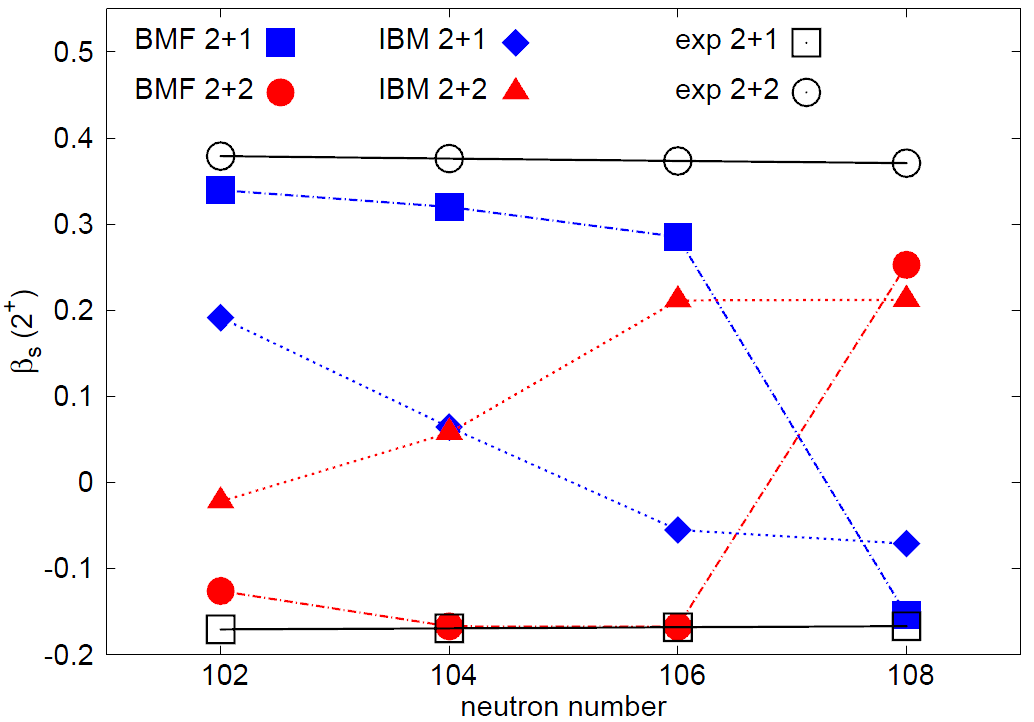 BMF 2+1 IBM 2+1 exp 2+1
BMF 2+2 IBM 2+2 exp 2+2
0.5
0.4
0.3
0.2
0.1
0
-0.1
-0.2
βs (2+)
102 104 106 108
neutron number